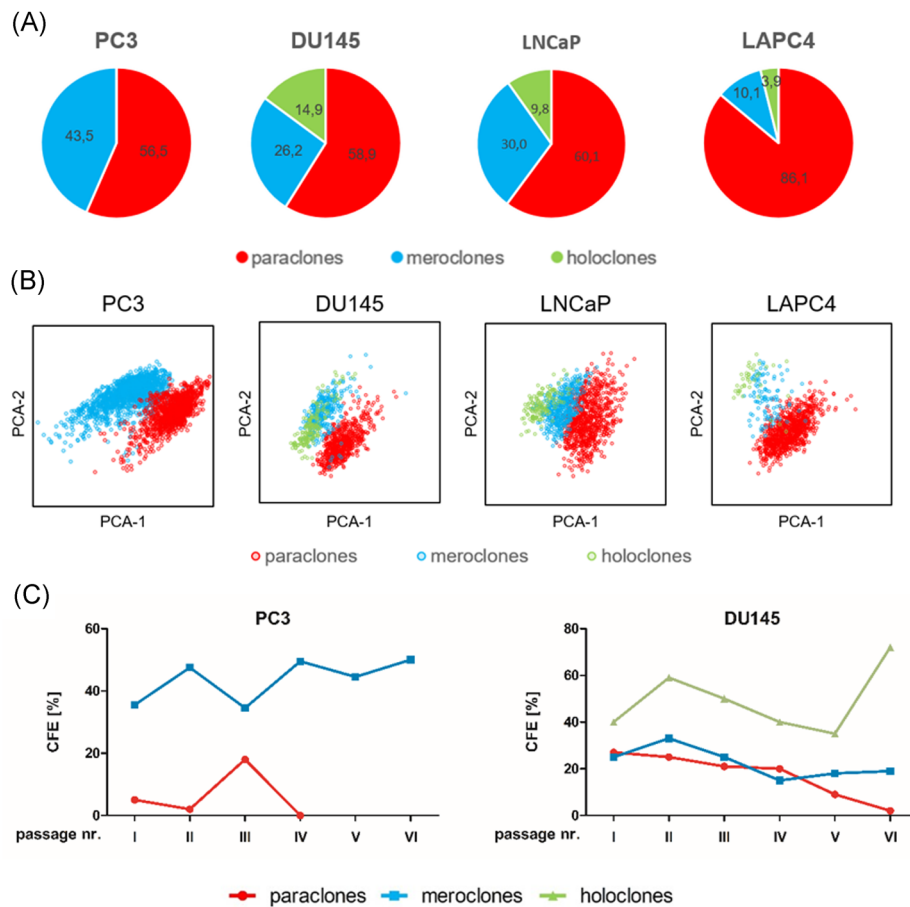 (A)
PC3 DU145 LNCaP LAPC4
43,5 56,5 14,9 26,2 58,9 9,8 30,0 60,1 3,9 10,1 86,1
paraclones meroclones holoclones
(B)
PC3 DU145 LNCaP LAPC4
PCA-2 PCA-2 PCA-2 PCA-2
PCA-1 PCA-1 PCA-1 PCA-1
paraclones meroclones holoclones
(C)
PC3 DU145
CFE [%] CFE [%]
60 80
40 60
20 40
0 20
0
passage nr. I II III IV V VI passage nr. I II III IV V VI
paraclones meroclones holoclones